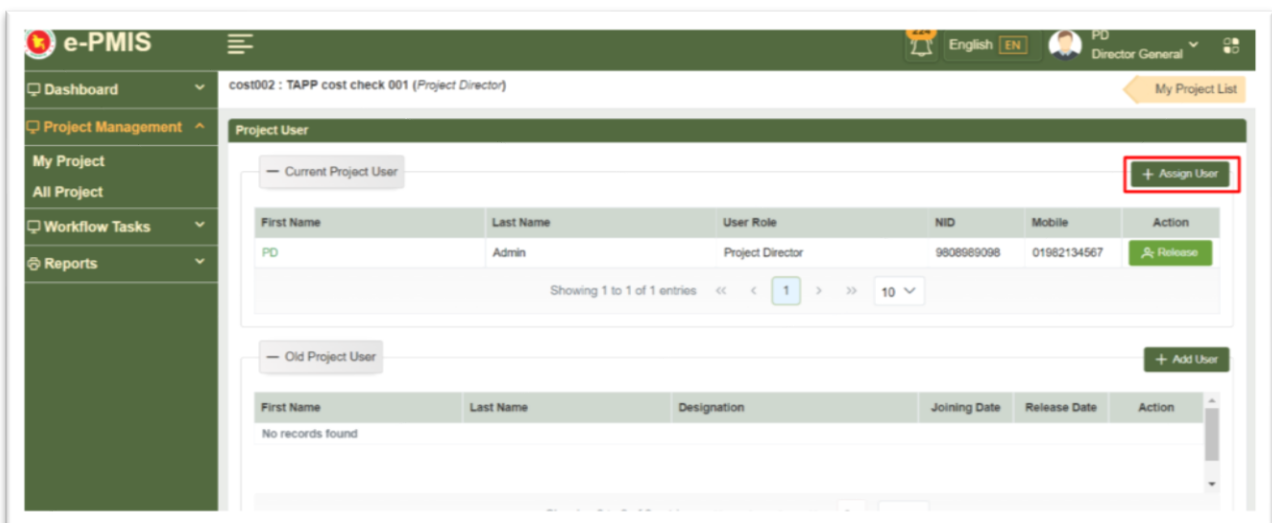 e-PMIS
224
English EN
PD
Director General
Dashboard
cost002 : TAPP cost check 001 (Project Director)
My Project List
Project Management
Project User
My Project
— Current Project User
+ Assign User
All Project
Workflow Tasks
First Name Last Name User Role NID Mobile Action
PD Admin Project Director 9808989098 01982134567 Release
Reports
Showing 1 to 1 of 1 entries << < 1 > >> 10
— Old Project User
+ Add User
First Name Last Name Designation Joining Date Release Date Action
No records found